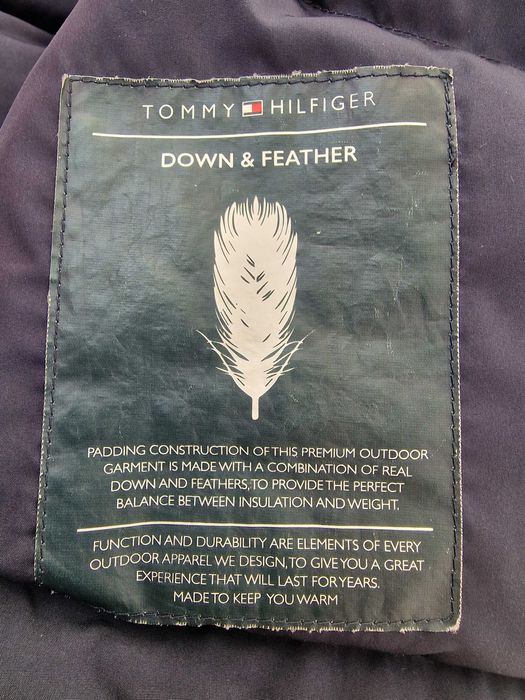 TOMMY HILFIGER
DOWN & FEATHER
PADDING CONSTRUCTION OF THIS PREMIUM OUTDOOR
GARMENT IS MADE WITH A COMBINATION OF REAL
DOWN AND FEATHERS, TO PROVIDE THE PERFECT
BALANCE BETWEEN INSULATION AND WEIGHT.
FUNCTION AND DURABILITY ARE ELEMENTS OF EVERY
OUTDOOR APPAREL WE DESIGN, TO GIVE YOU A GREAT
EXPERIENCE THAT WILL LAST FOR YEARS.
MADE TO KEEP YOU WARM